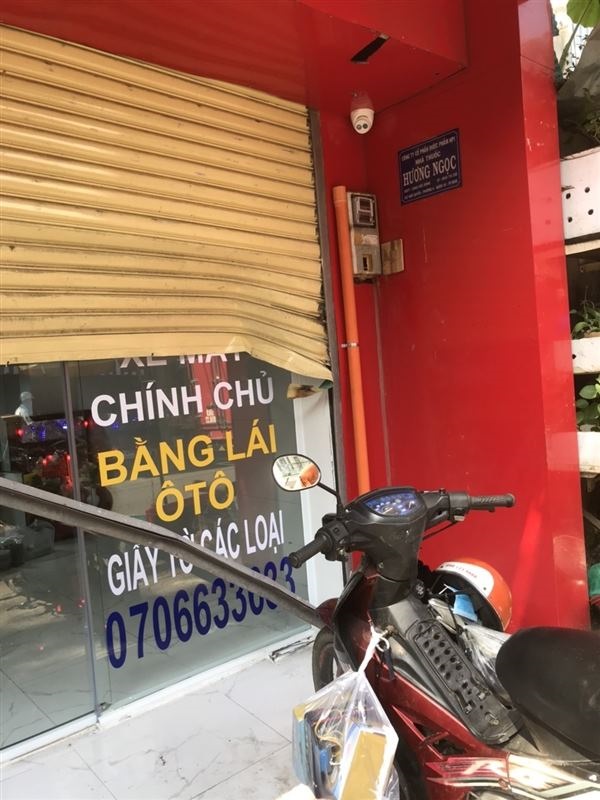 CÔNG TY CỔ PHẦN DƯỢC PHẨM
NHÀ THUỐC
HƯƠNG NGỌC
XE MÁY
CHÍNH CHỦ
BẰNG LÁI
ÔTÔ
GIẤY TỜ CÁC LOẠI